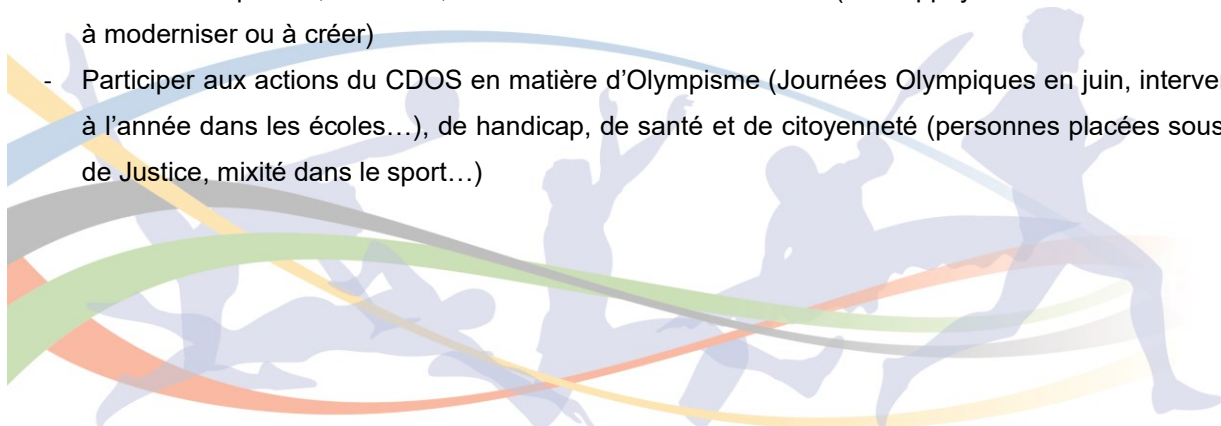 à moderniser ou à créer)
- Participer aux actions du CDOS en matière d’Olympisme (Journées Olympiques en juin,
à l’année dans les écoles…), de handicap, de santé et de citoyenneté (personnes placées sous
de Justice, mixité dans le sport…)